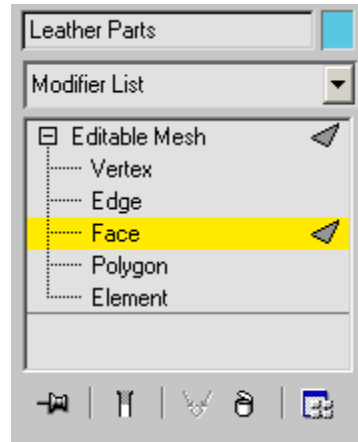 Leather Parts
Modifier List
Editable Mesh
Vertex
Edge
Face
Polygon
Element